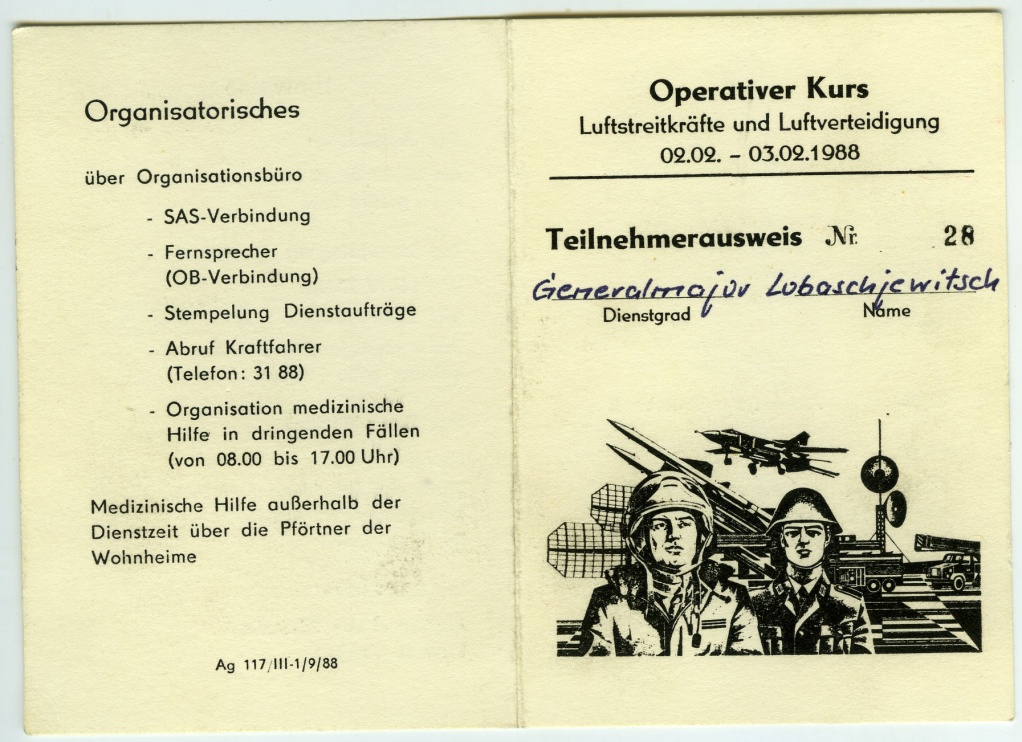 Organisatorisches
über Organisationsbüro
- SAS-Verbindung
- Fernsprecher
(OB-Verbindung)
- Stempelung Dienstaufträge
- Abruf Kraftfahrer
(Telefon: 31 88)
- Organisation medizinische
Hilfe in dringenden Fällen
(von 08.00 bis 17.00 Uhr)
Medizinische Hilfe außerhalb der
Dienstzeit über die Pförtner der
Wohnheime
Ag 117/III-1/9/88
Operativer Kurs
Luftstreitkräfte und Luftverteidigung
02.02. – 03.02.1988
Teilnehmerausweis Nr. 28
Generalmajor Lobaschjewitsch
Dienstgrad Name